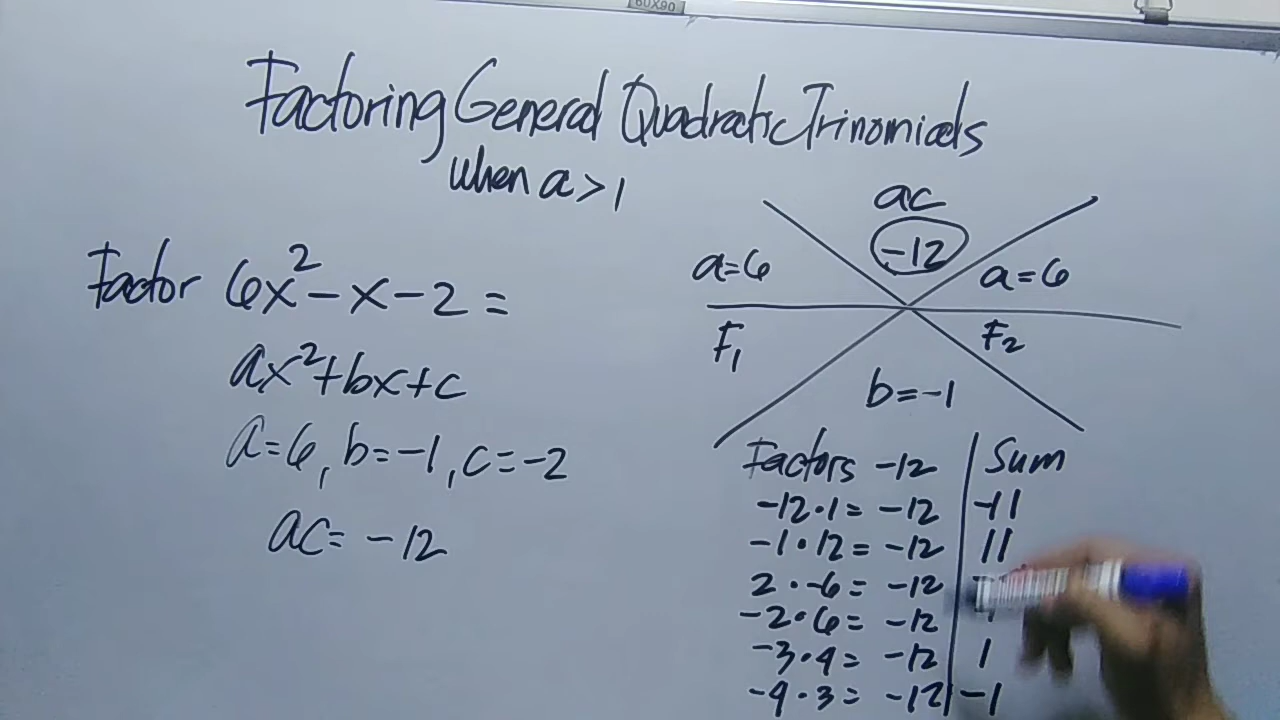 60X90
Factoring General Quadratic Trinomials
when a > 1
Factor 6x² - x - 2 =
ax² + bx + c
a = 6, b = -1, c = -2
ac = -12
ac
-12
a = 6
a = 6
F₁
F₂
b = -1
Factors -12 | Sum
-12 · 1 = -12 | -11
-1 · 12 = -12 | 11
2 · -6 = -12
-2 · 6 = -12
-3 · 4 = -12 | 1
-4 · 3 = -12 | -1